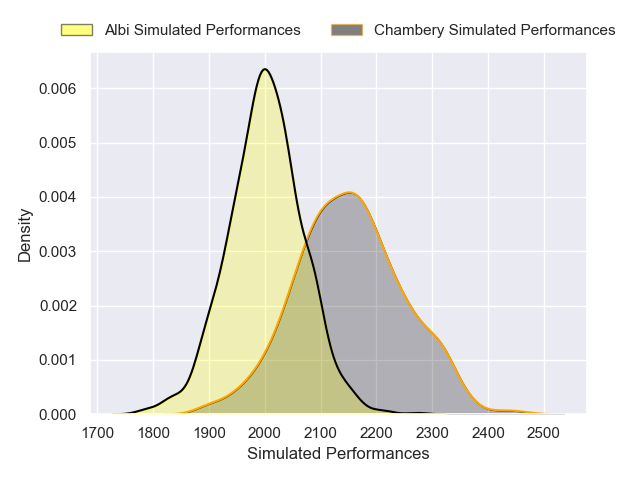 Albi Simulated Performances Chambery Simulated Performances
0.006
0.005
0.004
0.003
0.002
0.001
0.000
Density
1700 1800 1900 2000 2100 2200 2300 2400 2500
Simulated Performances